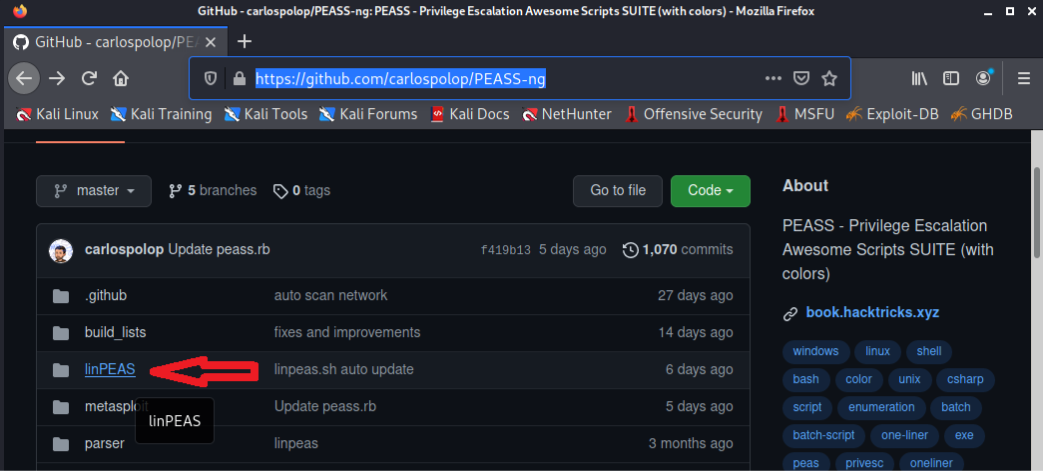 GitHub - carlospolop/PEASS-ng: PEASS - Privilege Escalation Awesome Scripts SUITE (with colors) - Mozilla Firefox
GitHub - carlospolop/PEA
https://github.com/carlospolop/PEASS-ng
Kali Linux Kali Training Kali Tools Kali Forums Kali Docs NetHunter Offensive Security MSFU Exploit-DB GHDB
master 5 branches 0 tags Go to file Code
carlospolop Update peass.rb f419b13 5 days ago 1,070 commits
.github auto scan network 27 days ago
build_lists fixes and improvements 14 days ago
linPEAS linpeas.sh auto update 6 days ago
metasploit Update peass.rb 5 days ago
linPEAS
parser linpeas 3 months ago
About
PEASS - Privilege Escalation
Awesome Scripts SUITE (with
colors)
book.hacktricks.xyz
windows linux shell
bash color unix csharp
script enumeration batch
batch-script one-liner exe
peas privesc oneliner